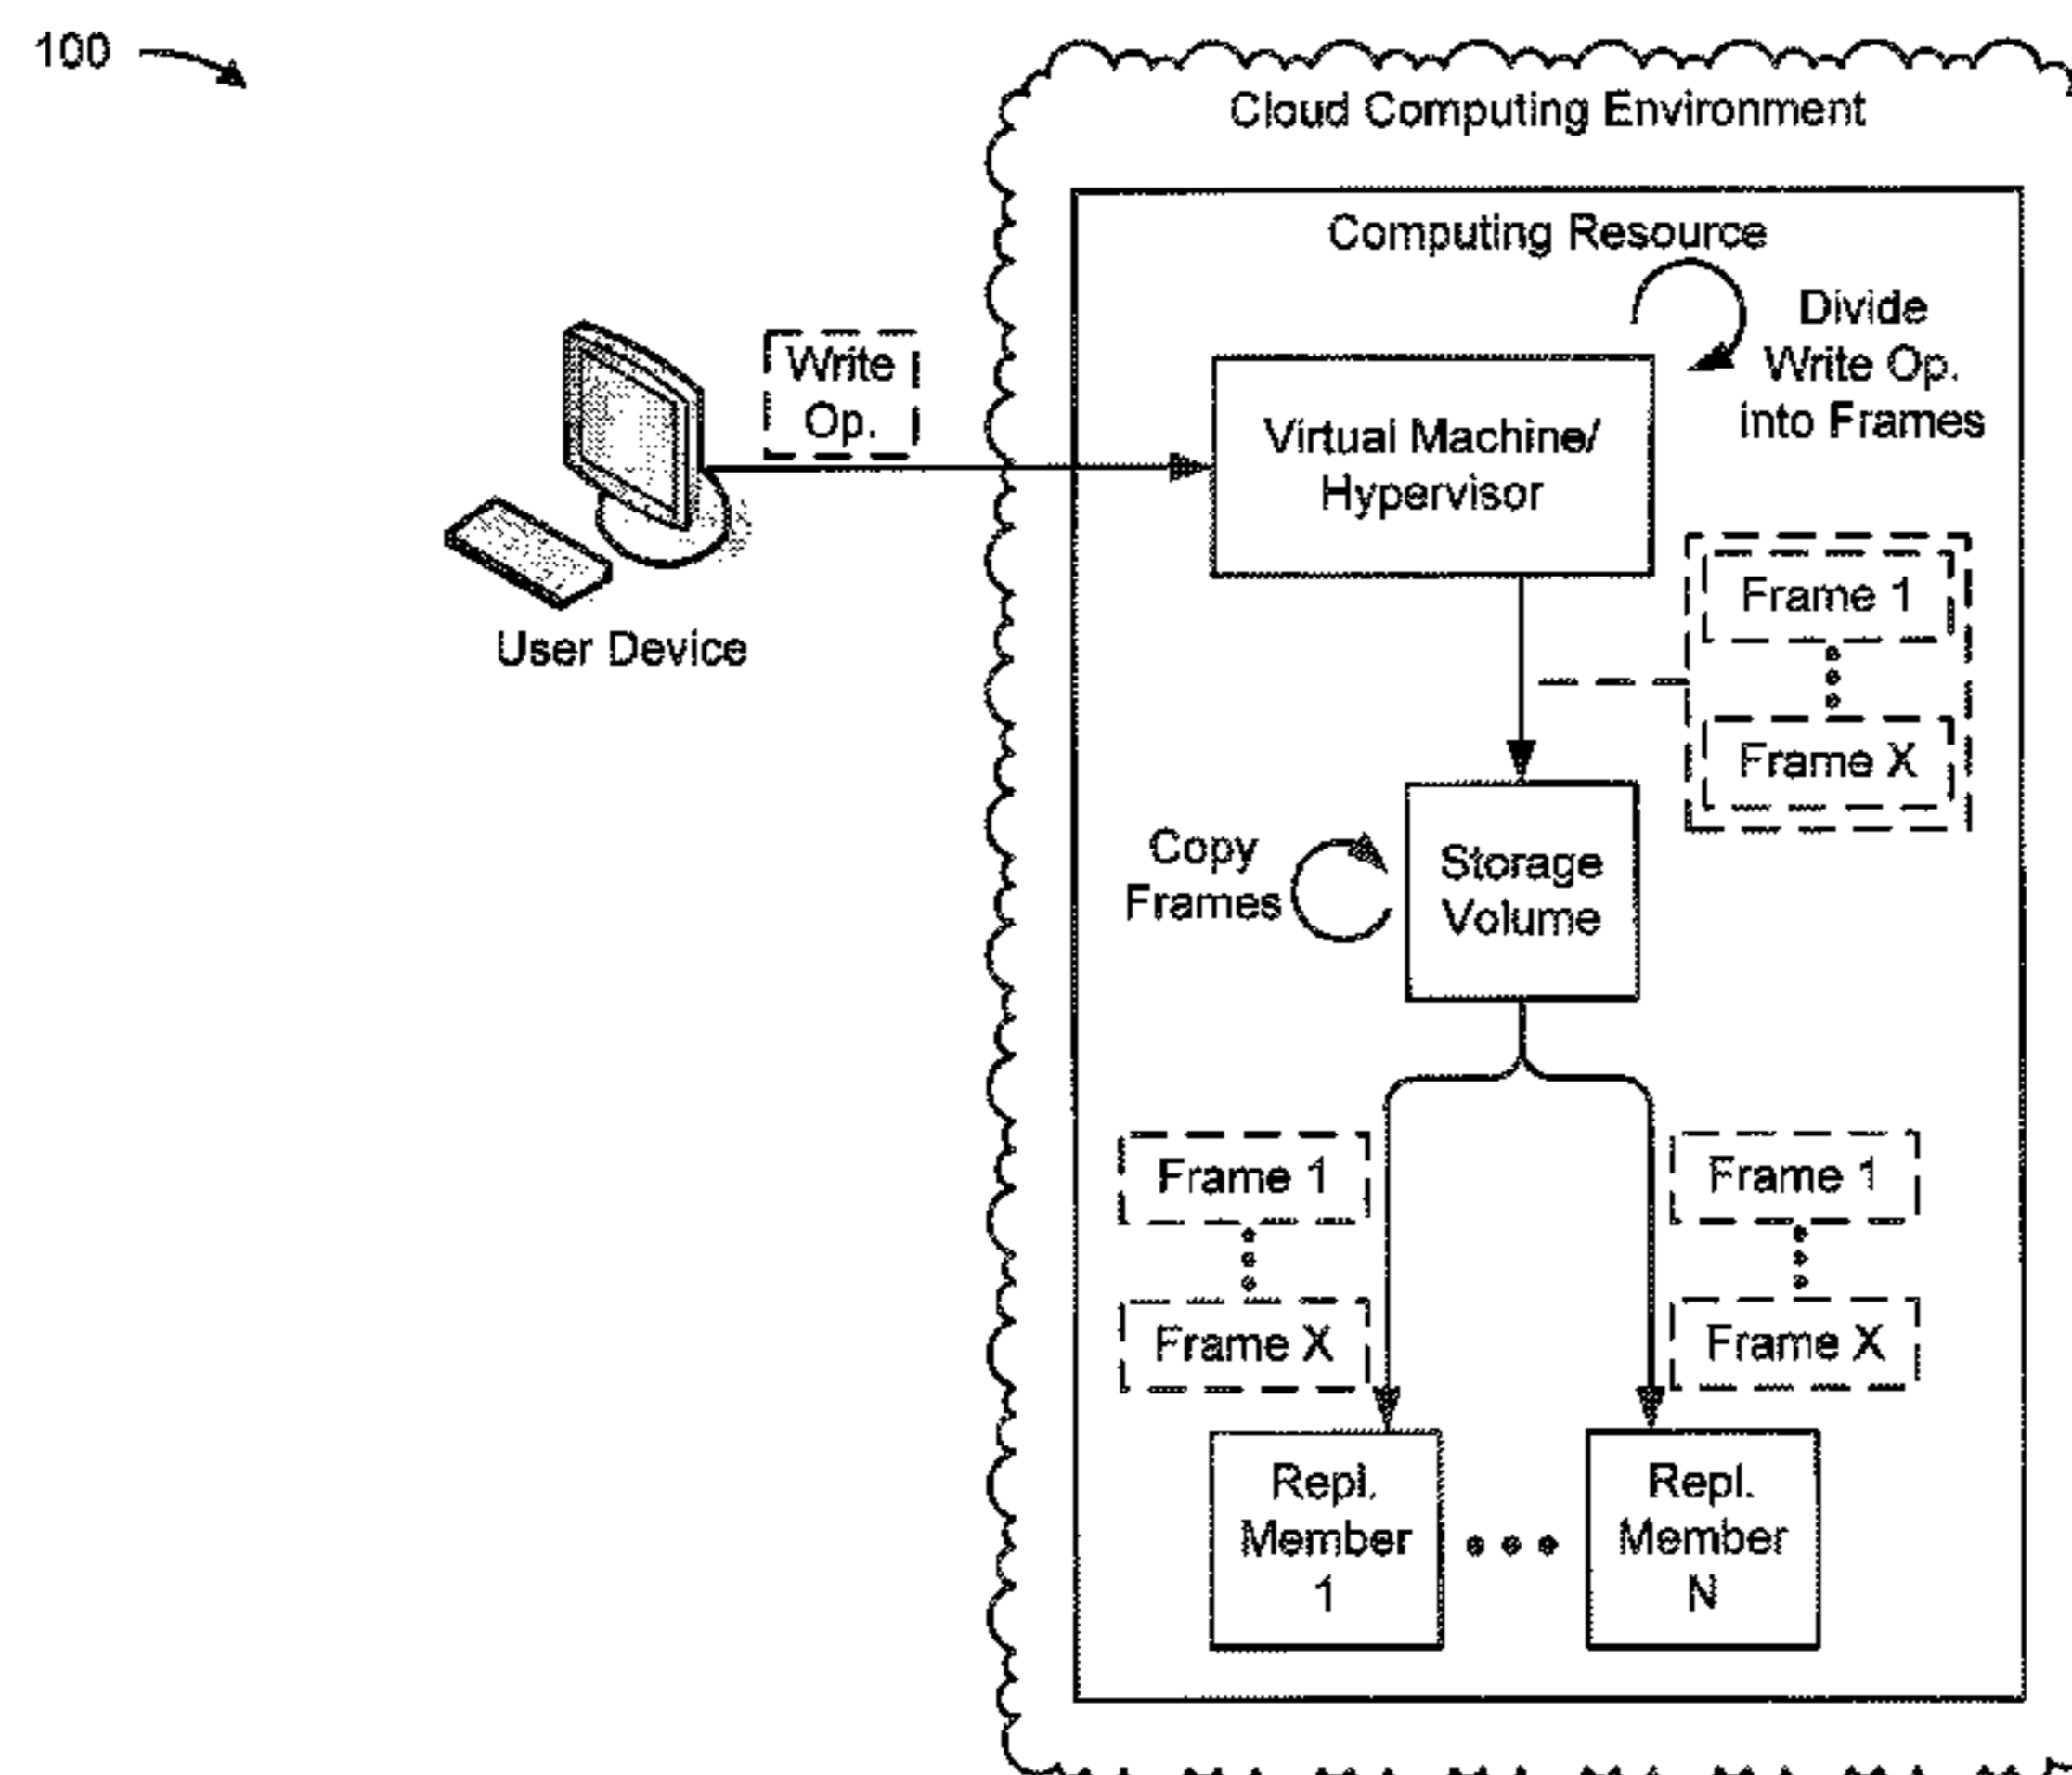 100
Cloud Computing Environment
Computing Resource
Divide
Write Op.
into Frames
Write
Op.
Virtual Machine/
Hypervisor
User Device
Frame 1
Frame X
Copy
Frames
Storage
Volume
Frame 1
Frame X
Frame 1
Frame X
Repl.
Member
1
Repl.
Member
N